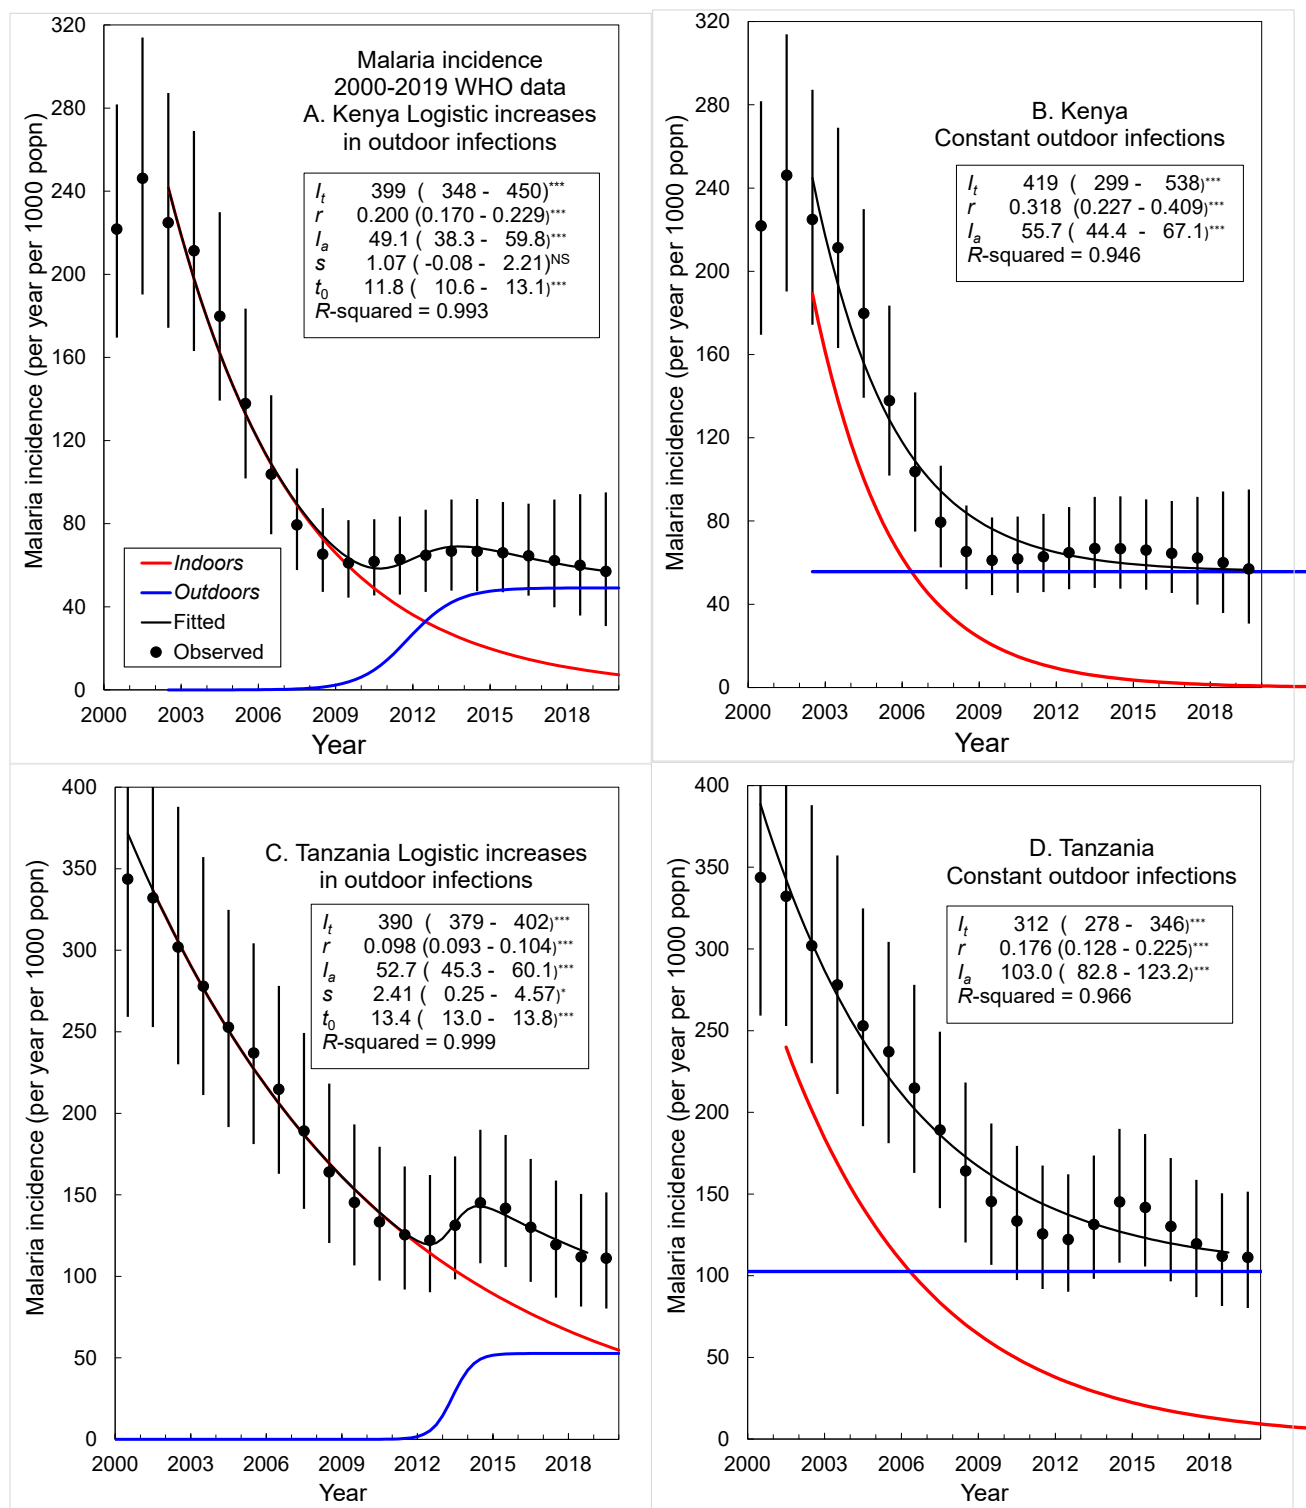 Malaria incidence
2000-2019 WHO data
A. Kenya Logistic increases
in outdoor infections
I_t 399 ( 348 - 450)***
r 0.200 (0.170 - 0.229)***
I_a 49.1 ( 38.3 - 59.8)***
s 1.07 ( -0.08 - 2.21)NS
t_0 11.8 ( 10.6 - 13.1)***
R-squared = 0.993
Malaria incidence (per year per 1000 popn)
320
280
240
200
160
120
80
40
0
Indoors
Outdoors
Fitted
Observed
2000 2003 2006 2009 2012 2015 2018
Year
B. Kenya
Constant outdoor infections
I_t 419 ( 299 - 538)***
r 0.318 (0.227 - 0.409)***
I_a 55.7 ( 44.4 - 67.1)***
R-squared = 0.946
Malaria incidence (per year per 1000 popn)
320
280
240
200
160
120
80
40
0
2000 2003 2006 2009 2012 2015 2018
Year
C. Tanzania Logistic increases
in outdoor infections
I_t 390 ( 379 - 402)***
r 0.098 (0.093 - 0.104)***
I_a 52.7 ( 45.3 - 60.1)***
s 2.41 ( 0.25 - 4.57)*
t_0 13.4 ( 13.0 - 13.8)***
R-squared = 0.999
Malaria incidence (per year per 1000 popn)
400
350
300
250
200
150
100
50
0
2000 2003 2006 2009 2012 2015 2018
Year
D. Tanzania
Constant outdoor infections
I_t 312 ( 278 - 346)***
r 0.176 (0.128 - 0.225)***
I_a 103.0 ( 82.8 - 123.2)***
R-squared = 0.966
Malaria incidence (per year per 1000 popn)
400
350
300
250
200
150
100
50
0
2000 2003 2006 2009 2012 2015 2018
Year